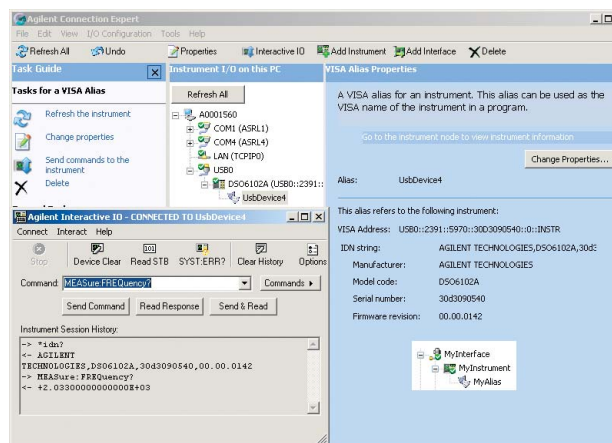 Agilent Connection Expert
File Edit View I/O Configuration Tools Help
Refresh All Undo Properties Interactive IO Add Instrument Add Interface Delete
Task Guide
Tasks for a VISA Alias
Refresh the instrument
Change properties
Send commands to the
instrument
Delete
Instrument I/O on this PC
Refresh All
A0001560
COM1 (ASRL1)
COM4 (ASRL4)
LAN (TCPIP0)
USB0
DSO6102A (USB0::2391::
UsbDevice4
VISA Alias Properties
A VISA alias for an instrument. This alias can be used as the
VISA name of the instrument in a program.
Go to the instrument node to view instrument information
Change Properties...
Alias: UsbDevice4
This alias refers to the following instrument:
VISA Address: USB0::2391::5970::30D3090540::0::INSTR
IDN string: AGILENT TECHNOLOGIES,DSO6102A,30d3
Manufacturer: AGILENT TECHNOLOGIES
Model code: DSO6102A
Serial number: 30d3090540
Firmware revision: 00.00.0142
MyInterface
MyInstrument
MyAlias
Agilent Interactive IO - CONNECTED TO UsbDevice4
Connect Interact Help
Stop Device Clear Read STB SYST:ERR? Clear History Options
Command: MEASure:FREQuency? Commands
Send Command Read Response Send & Read
Instrument Session History:
-> *idn?
<- AGILENT
TECHNOLOGIES,DSO6102A,30d3090540,00.00.0142
-> MEASure:FREQuency?
<- +2.03300000000000E+03